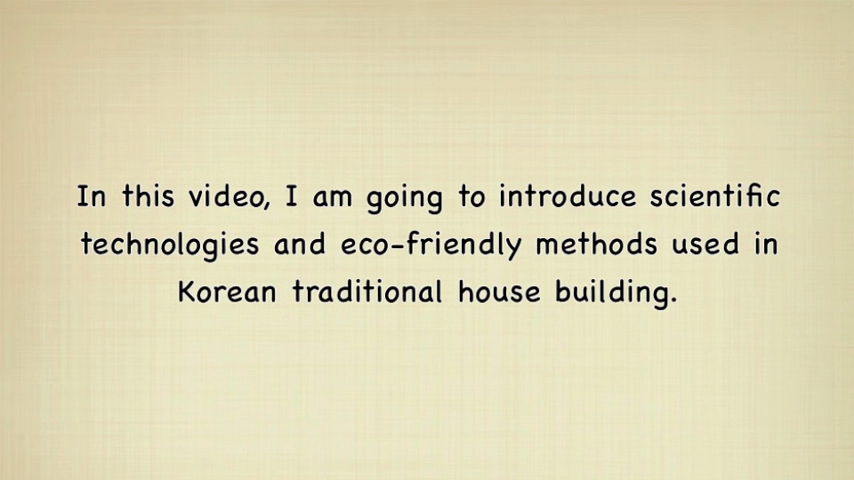 In this video, I am going to introduce scientific
technologies and eco-friendly methods used in
Korean traditional house building.